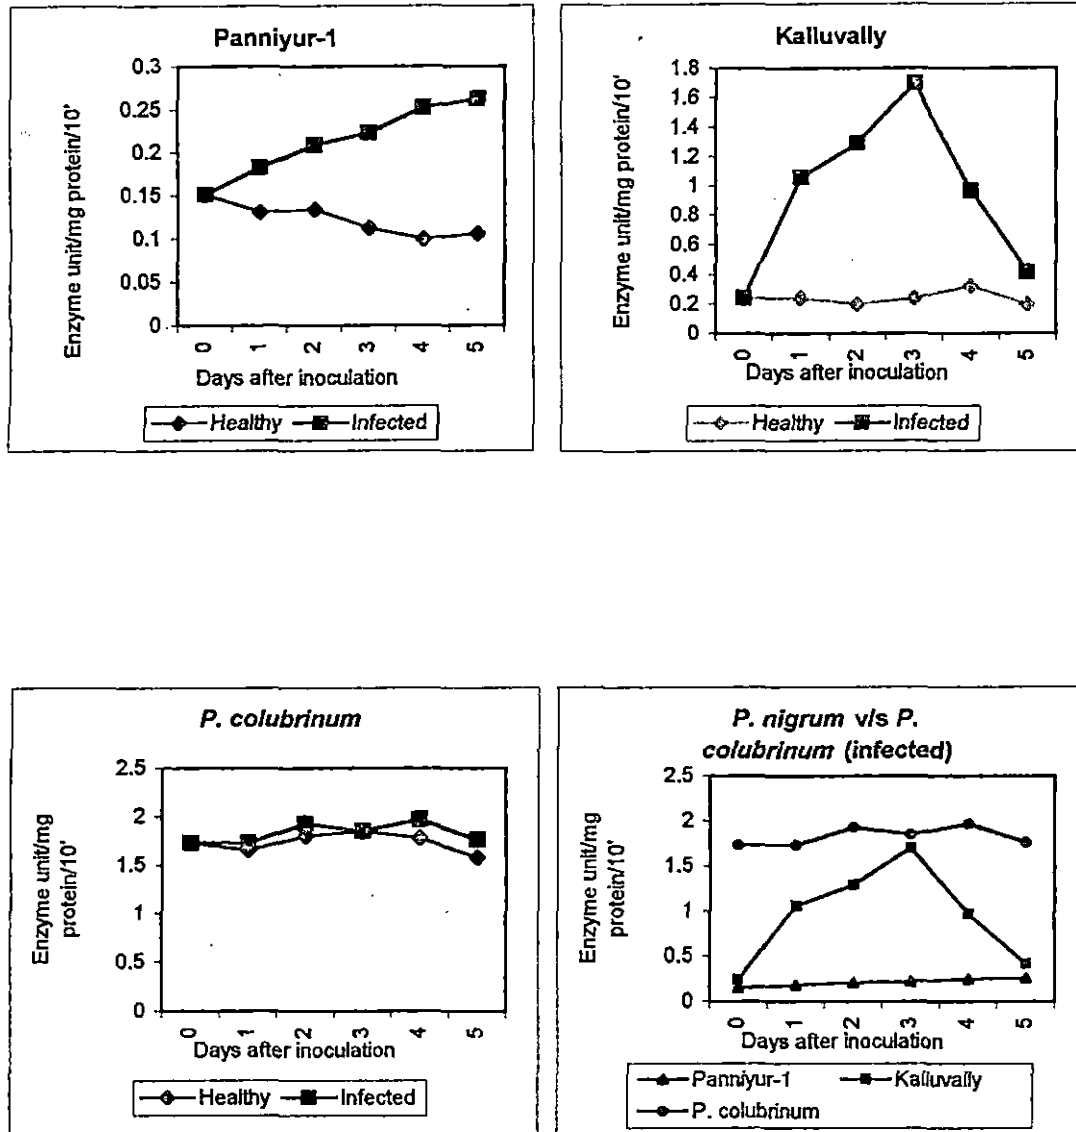 Panniyur-1
0.3
0.25
0.2
0.15
0.1
0.05
0
Enzyme unit/mg protein/10'
0 1 2 3 4 5
Days after inoculation
Healthy Infected
Kalluvally
1.8
1.6
1.4
1.2
1
0.8
0.6
0.4
0.2
0
Enzyme unit/mg protein/10'
0 1 2 3 4 5
Days after inoculation
Healthy Infected
P. colubrinum
2.5
2
1.5
1
0.5
0
Enzyme unit/mg
protein/10'
0 1 2 3 4 5
Days after inoculation
Healthy Infected
P. nigrum v/s P.
colubrinum (infected)
2.5
2
1.5
1
0.5
0
Enzyme unit/mg
protein/10'
0 1 2 3 4 5
Days after inoculation
Panniyur-1 Kalluvally
P. colubrinum